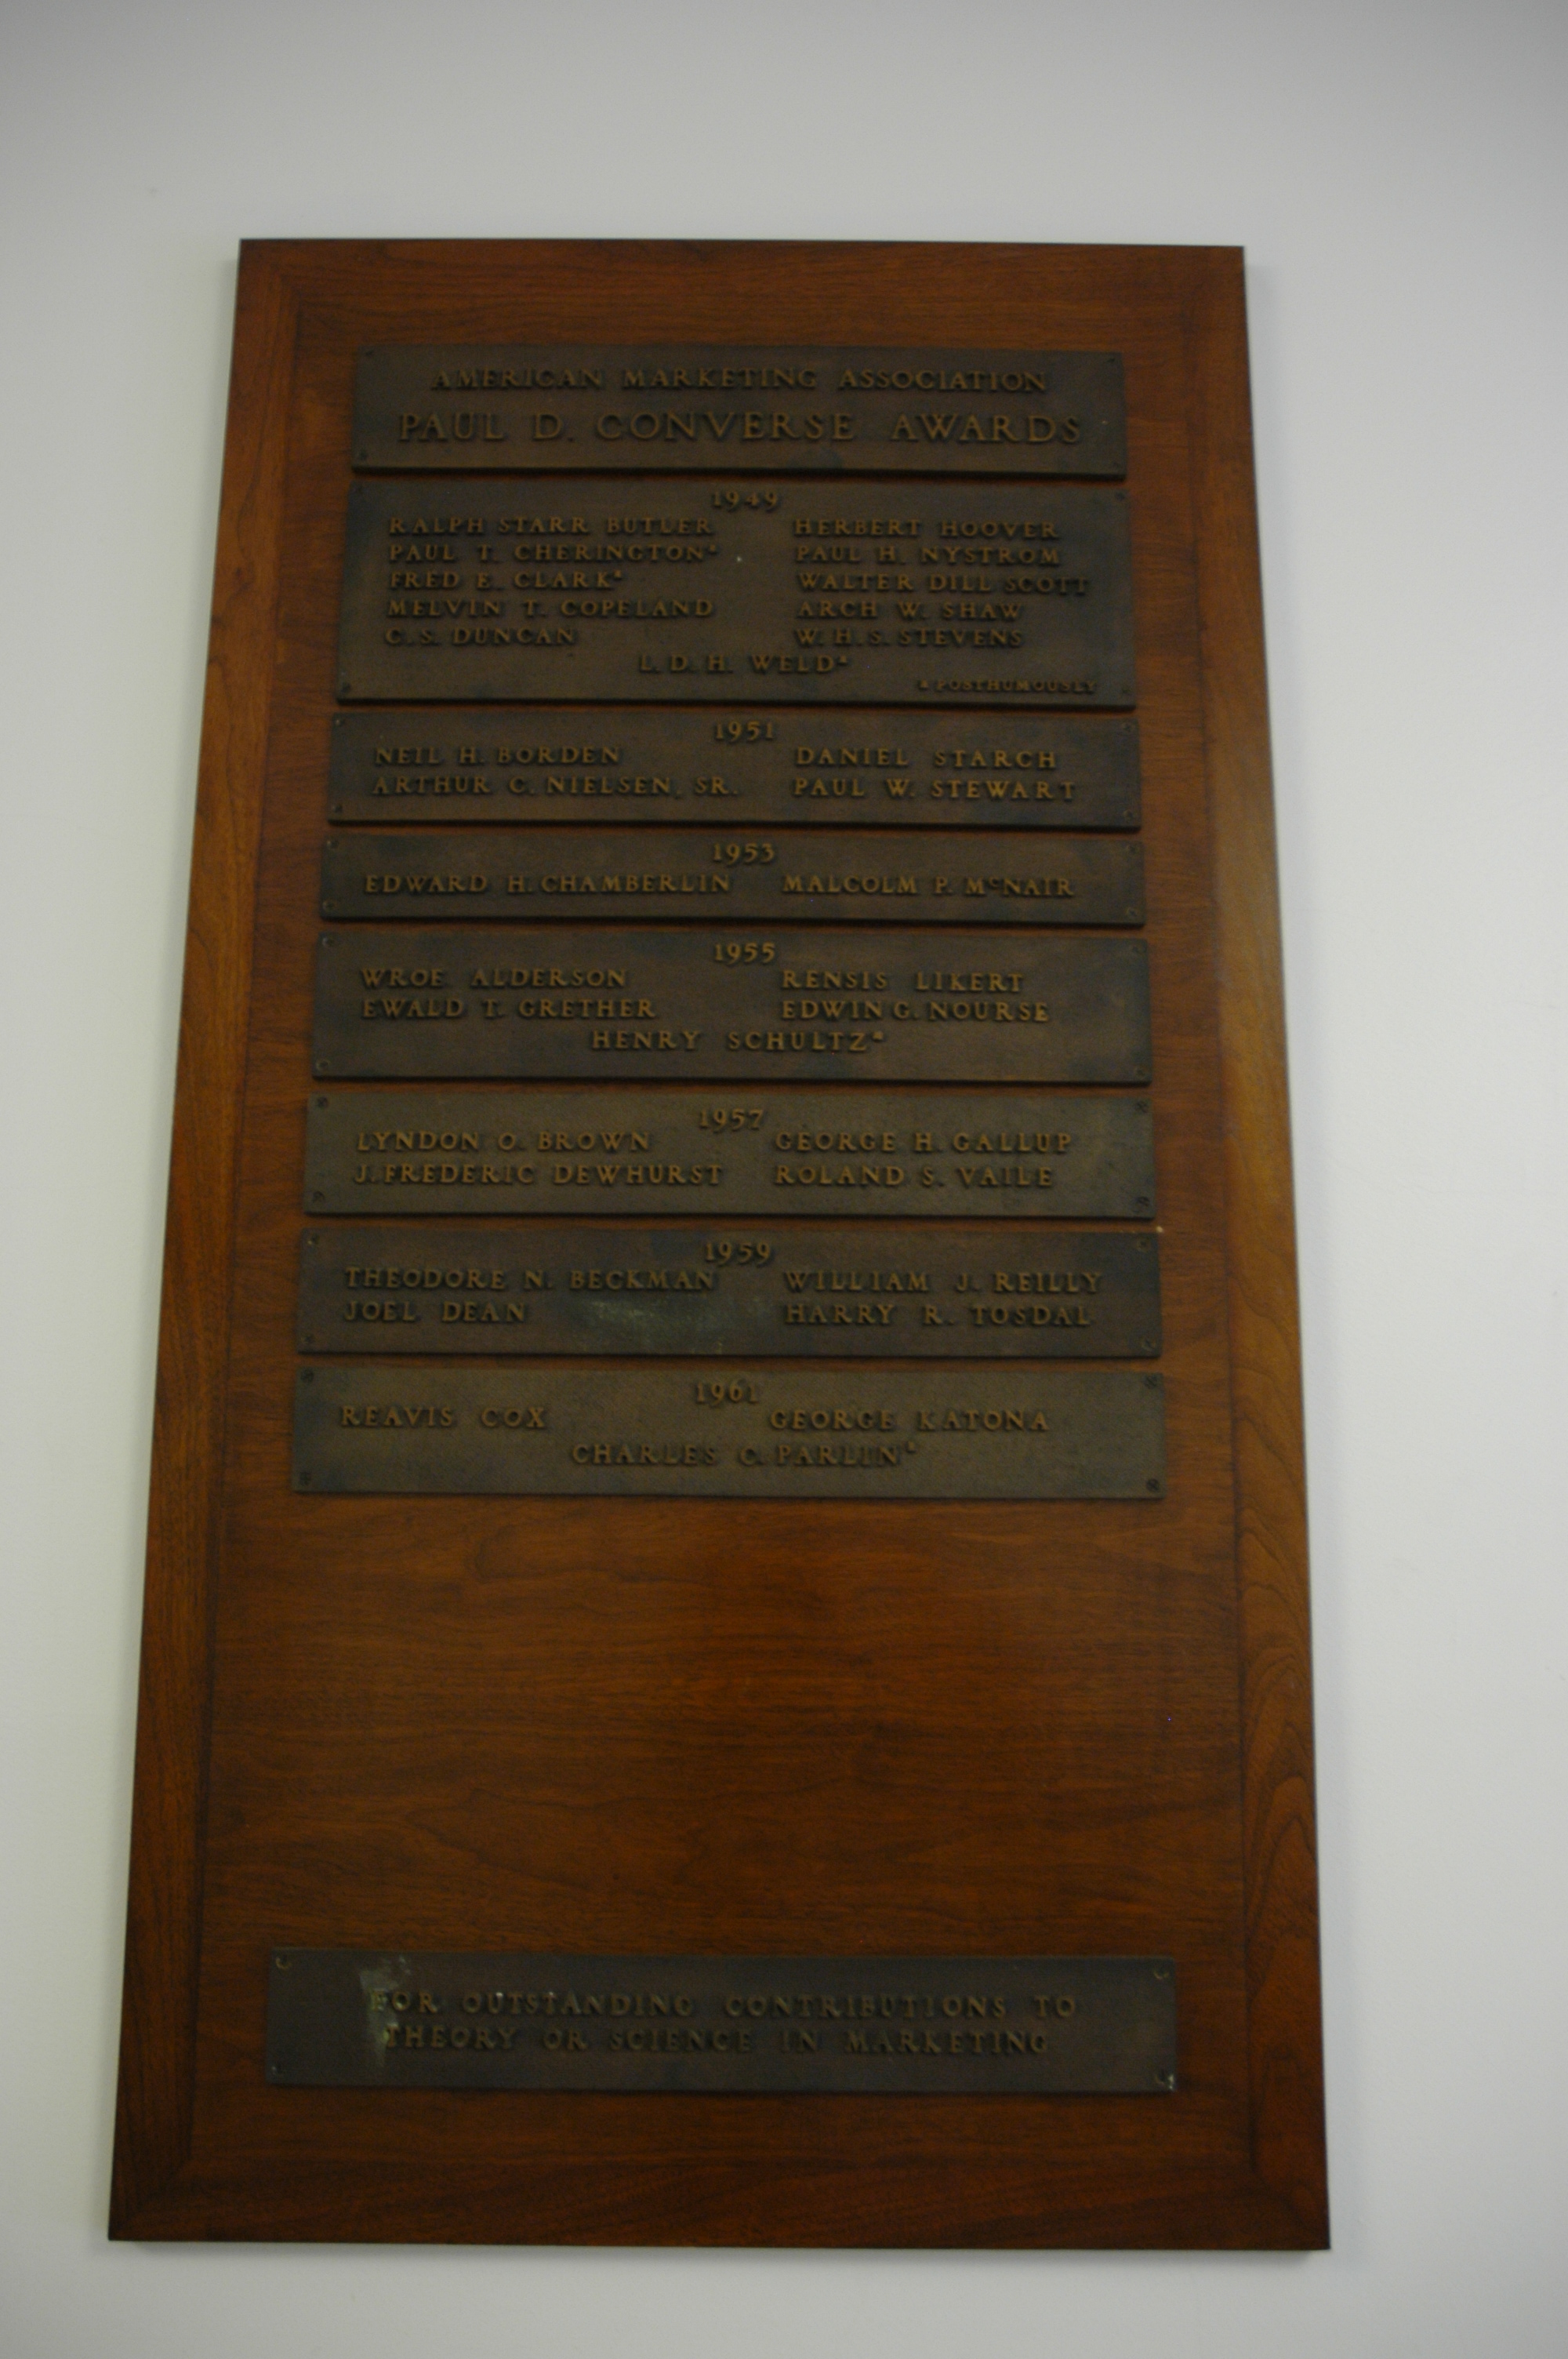 AMERICAN MARKETING ASSOCIATION
PAUL D. CONVERSE AWARDS
1949
RALPH STARR BUTLER HERBERT HOOVER
PAUL T. CHERINGTON* PAUL H. NYSTROM
FRED E. CLARK* WALTER DILL SCOTT
MELVIN T. COPELAND ARCH W. SHAW
C. S. DUNCAN W. H. S. STEVENS
L. D. H. WELD*
* POSTHUMOUSLY
1951
NEIL H. BORDEN DANIEL STARCH
ARTHUR C. NIELSEN, SR. PAUL W. STEWART
1953
EDWARD H. CHAMBERLIN MALCOLM P. McNAIR
1955
WROE ALDERSON RENSIS LIKERT
EWALD T. GRETHER EDWIN G. NOURSE
HENRY SCHULTZ*
1957
LYNDON O. BROWN GEORGE H. GALLUP
J. FREDERIC DEWHURST ROLAND S. VAILE
1959
THEODORE N. BECKMAN WILLIAM J. REILLY
JOEL DEAN HARRY R. TOSDAL
1961
REAVIS COX GEORGE KATONA
CHARLES C. PARLIN*
FOR OUTSTANDING CONTRIBUTIONS TO
THEORY OR SCIENCE IN MARKETING